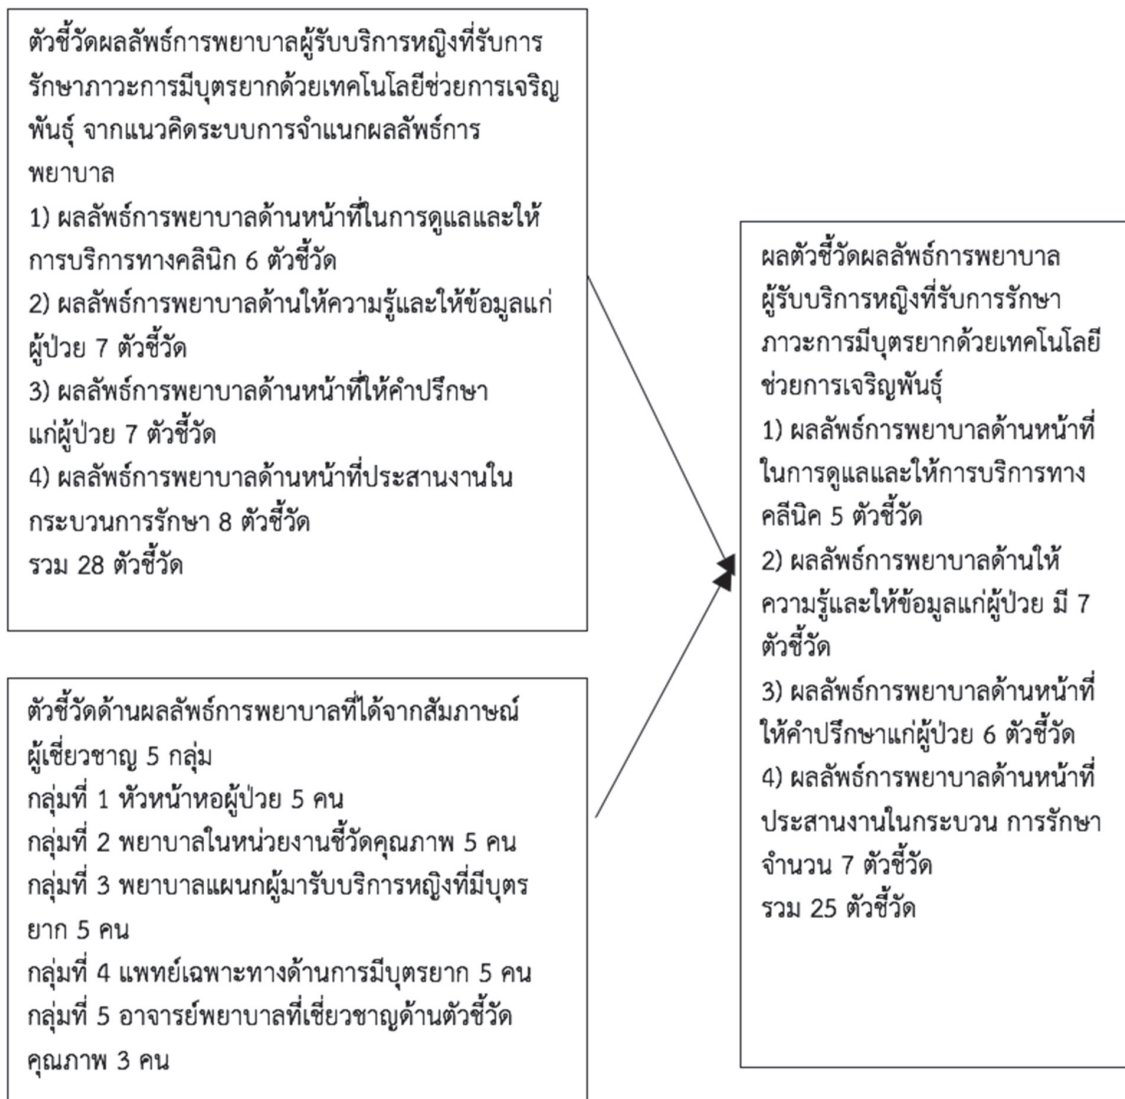 ตัวชี้วัดผลลัพธ์การพยาบาลผู้รับบริการหญิงที่รับการ
รักษาภาวะการมีบุตรยากด้วยเทคโนโลยีช่วยการเจริญ
พันธุ์ จากแนวคิดระบบการจำแนกผลลัพธ์การ
พยาบาล
1) ผลลัพธ์การพยาบาลด้านหน้าที่ในการดูแลและให้
การบริการทางคลินิก 6 ตัวชี้วัด
2) ผลลัพธ์การพยาบาลด้านให้ความรู้และให้ข้อมูลแก่
ผู้ป่วย 7 ตัวชี้วัด
3) ผลลัพธ์การพยาบาลด้านหน้าที่ให้คำปรึกษา
แก่ผู้ป่วย 7 ตัวชี้วัด
4) ผลลัพธ์การพยาบาลด้านหน้าที่ประสานงานใน
กระบวนการรักษา 8 ตัวชี้วัด
รวม 28 ตัวชี้วัด
ตัวชี้วัดด้านผลลัพธ์การพยาบาลที่ได้จากสัมภาษณ์
ผู้เชี่ยวชาญ 5 กลุ่ม
กลุ่มที่ 1 หัวหน้าหอผู้ป่วย 5 คน
กลุ่มที่ 2 พยาบาลในหน่วยงานชี้วัดคุณภาพ 5 คน
กลุ่มที่ 3 พยาบาลแผนกผู้มารับบริการหญิงที่มีบุตร
ยาก 5 คน
กลุ่มที่ 4 แพทย์เฉพาะทางด้านการมีบุตรยาก 5 คน
กลุ่มที่ 5 อาจารย์พยาบาลที่เชี่ยวชาญด้านตัวชี้วัด
คุณภาพ 3 คน
ผลตัวชี้วัดผลลัพธ์การพยาบาล
ผู้รับบริการหญิงที่รับการรักษา
ภาวะการมีบุตรยากด้วยเทคโนโลยี
ช่วยการเจริญพันธุ์
1) ผลลัพธ์การพยาบาลด้านหน้าที่
ในการดูแลและให้การบริการทาง
คลีนิค 5 ตัวชี้วัด
2) ผลลัพธ์การพยาบาลด้านให้
ความรู้และให้ข้อมูลแก่ผู้ป่วย มี 7
ตัวชี้วัด
3) ผลลัพธ์การพยาบาลด้านหน้าที่
ให้คำปรึกษาแก่ผู้ป่วย 6 ตัวชี้วัด
4) ผลลัพธ์การพยาบาลด้านหน้าที่
ประสานงานในกระบวน การรักษา
จำนวน 7 ตัวชี้วัด
รวม 25 ตัวชี้วัด